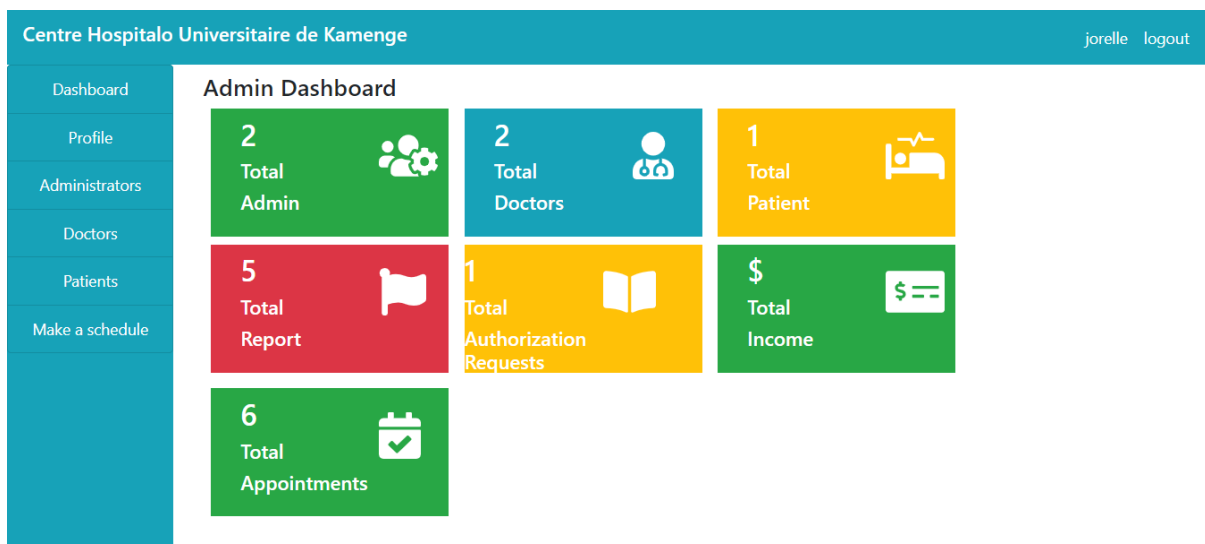 Centre Hospitalo Universitaire de Kamenge
jorelle logout
Dashboard
Profile
Administrators
Doctors
Patients
Make a schedule
Admin Dashboard
2
Total
Admin
2
Total
Doctors
1
Total
Patient
5
Total
Report
1
Total
Authorization
Requests
$
Total
Income
$
6
Total
Appointments